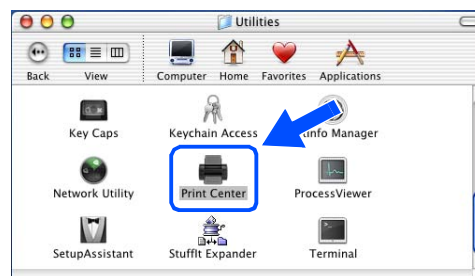 Utilities
Back View Computer Home Favorites Applications
Key Caps Keychain Access tInfo Manager
Network Utility Print Center ProcessViewer
SetupAssistant StuffIt Expander Terminal